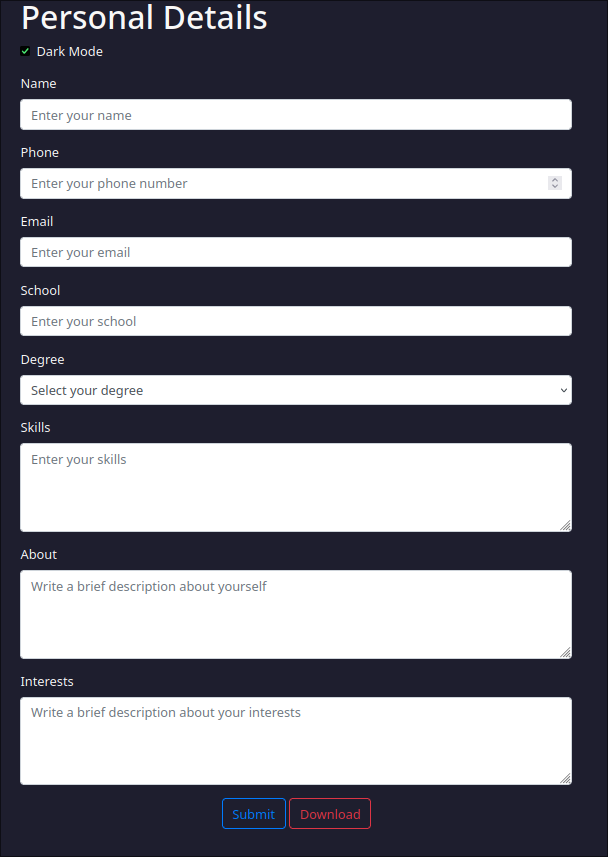 Personal Details
Dark Mode
Name
Enter your name
Phone
Enter your phone number
Email
Enter your email
School
Enter your school
Degree
Select your degree
Skills
Enter your skills
About
Write a brief description about yourself
Interests
Write a brief description about your interests
Submit Download